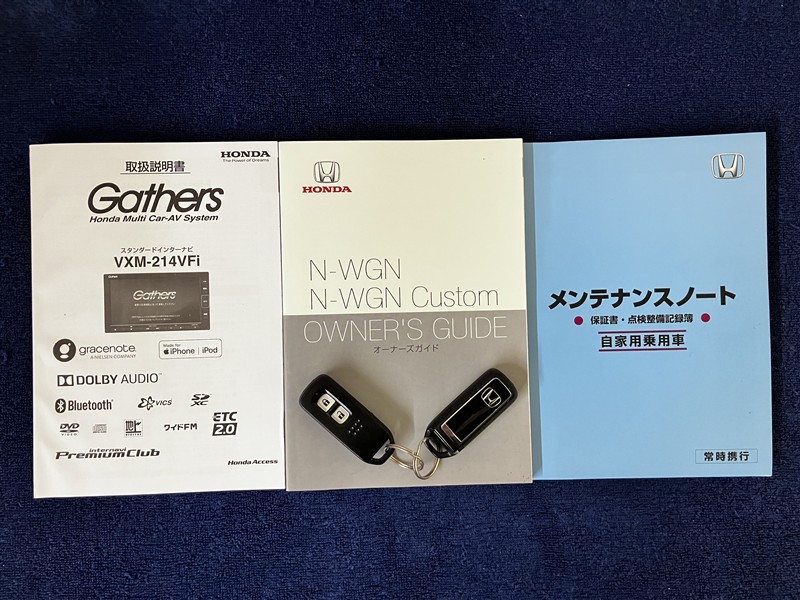 取扱説明書
HONDA
The Power of Dreams
Gathers
Honda Multi Car-AV System
スタンダードインターナビ
VXM-214VFi
Gathers
gracenote.
A NIELSEN COMPANY
Made for
iPhone | iPod
DOLBY AUDIO™
Bluetooth®
VICS
SD XC
DVD
VIDEO
ワイドFM
ETC
2.0
internavi
PremiumClub
Honda Access
HONDA
N-WGN
N-WGN Custom
OWNER'S GUIDE
オーナーズガイド
メンテナンスノート
● 保証書・点検整備記録簿 ●
自家用乗用車
常時携行